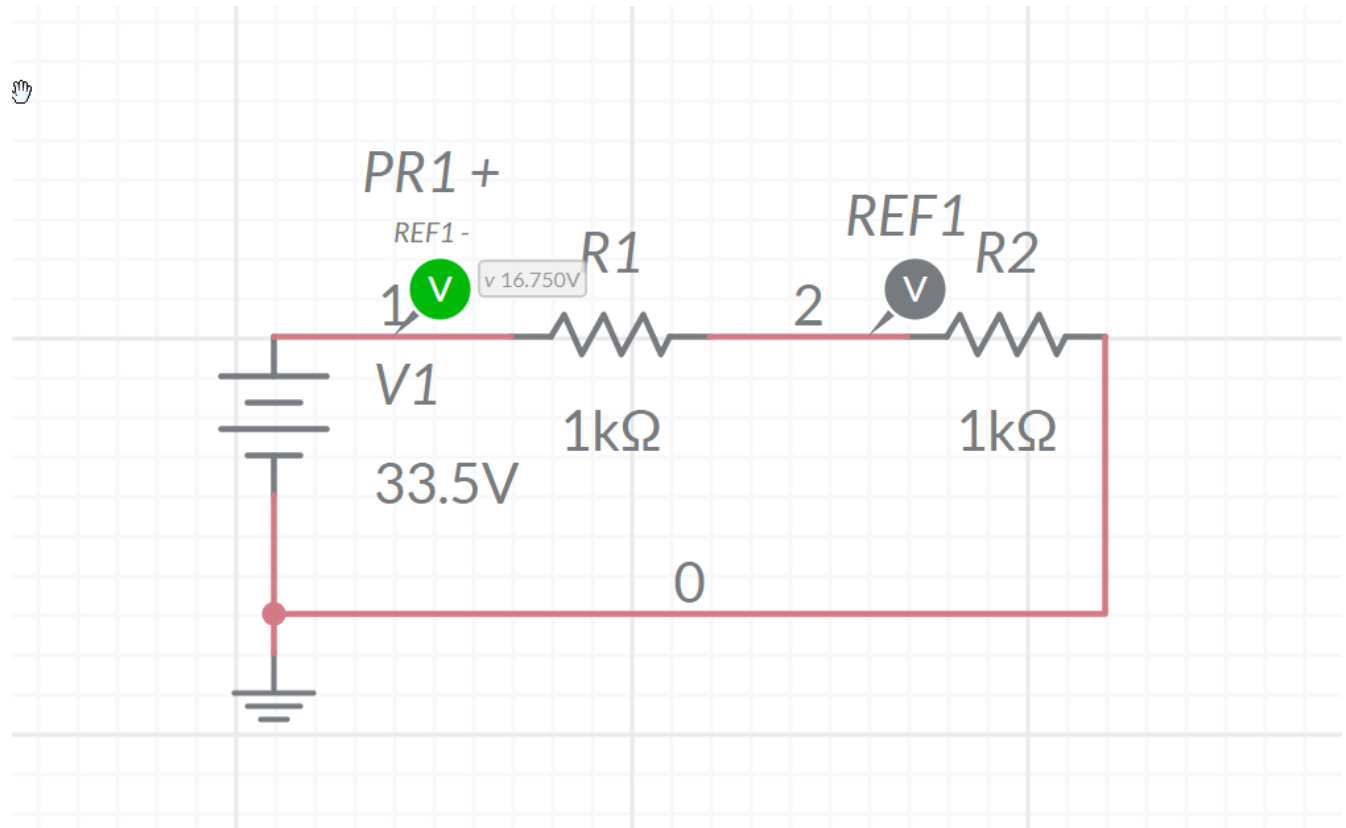 PR1 +
REF1 -
V
v 16.750V
1
R1
2
REF1
V
R2
V1
33.5V
1kΩ
1kΩ
0